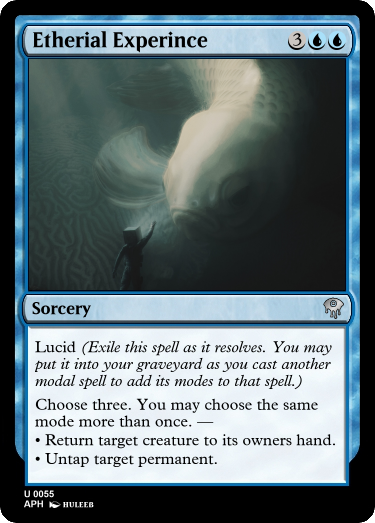 Etherial Experince 3
Sorcery
Lucid (Exile this spell as it resolves. You may
put it into your graveyard as you cast another
modal spell to add its modes to that spell.)
Choose three. You may choose the same
mode more than once. —
• Return target creature to its owners hand.
• Untap target permanent.
U 0055
APH HULEEB